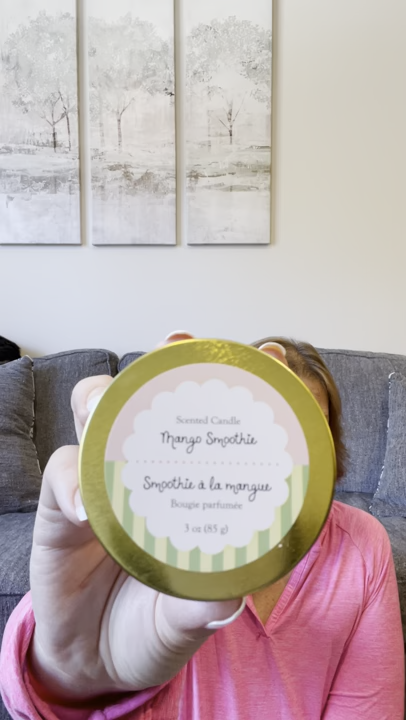 Scented Candle
Mango Smoothie
Smoothie à la mangue
Bougie parfumée
3 oz (85 g)